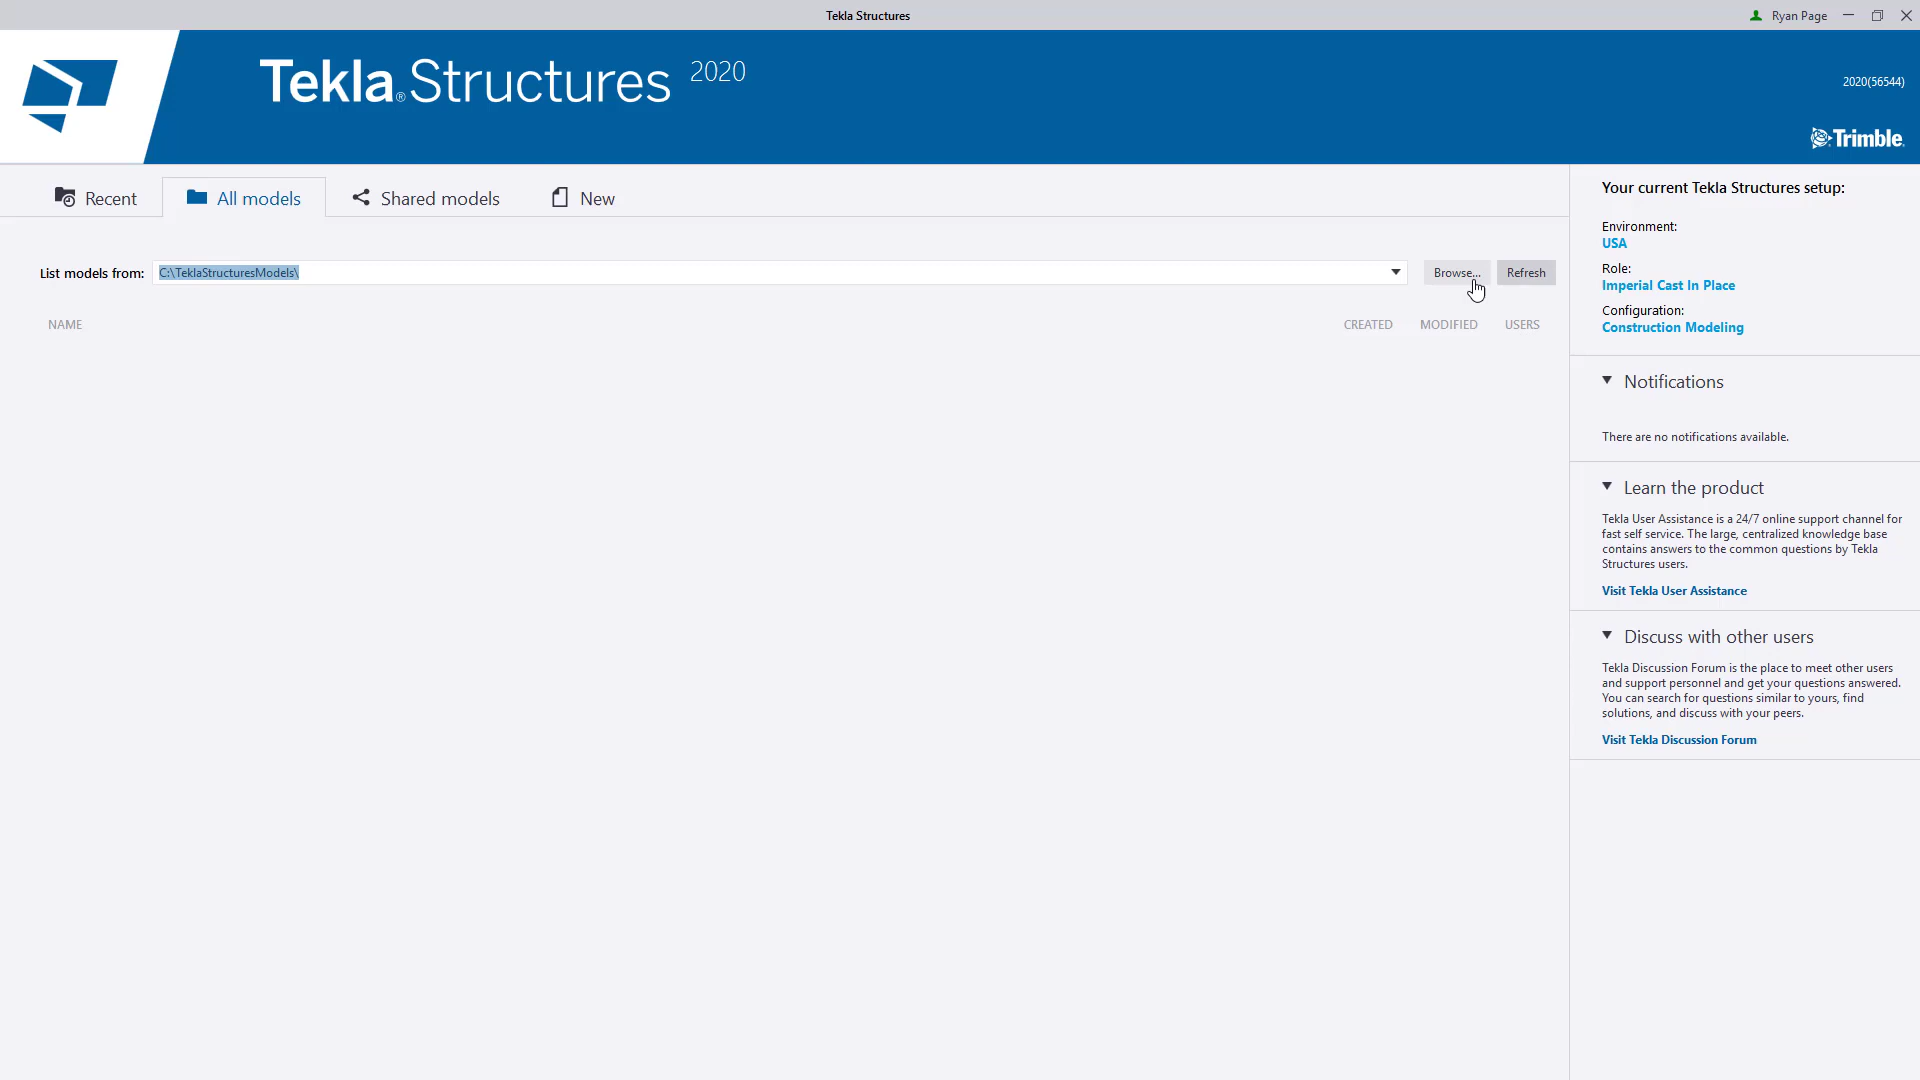 Tekla Structures
Ryan Page
Tekla® Structures 2020
2020(56544)
Trimble
Recent
All models
Shared models
New
List models from:
C:\TeklaStructuresModels\
Browse...
Refresh
NAME
CREATED
MODIFIED
USERS
Your current Tekla Structures setup:
Environment:
USA
Role:
Imperial Cast In Place
Configuration:
Construction Modeling
Notifications
There are no notifications available.
Learn the product
Tekla User Assistance is a 24/7 online support channel for
fast self service. The large, centralized knowledge base
contains answers to the common questions by Tekla
Structures users.
Visit Tekla User Assistance
Discuss with other users
Tekla Discussion Forum is the place to meet other users
and support personnel and get your questions answered.
You can search for questions similar to yours, find
solutions, and discuss with your peers.
Visit Tekla Discussion Forum